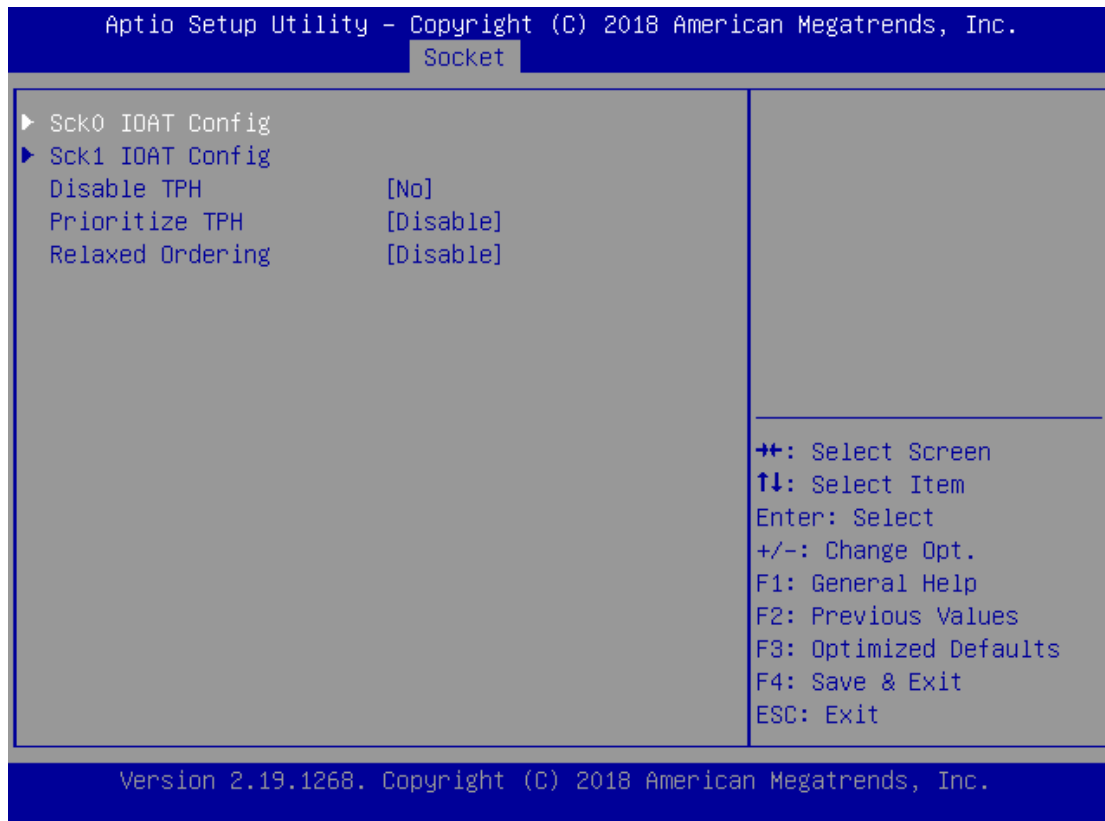 Aptio Setup Utility – Copyright (C) 2018 American Megatrends, Inc.
Socket
▶ Sck0 IOAT Config
▶ Sck1 IOAT Config
Disable TPH [No]
Prioritize TPH [Disable]
Relaxed Ordering [Disable]
→←: Select Screen
↑↓: Select Item
Enter: Select
+/-: Change Opt.
F1: General Help
F2: Previous Values
F3: Optimized Defaults
F4: Save & Exit
ESC: Exit
Version 2.19.1268. Copyright (C) 2018 American Megatrends, Inc.